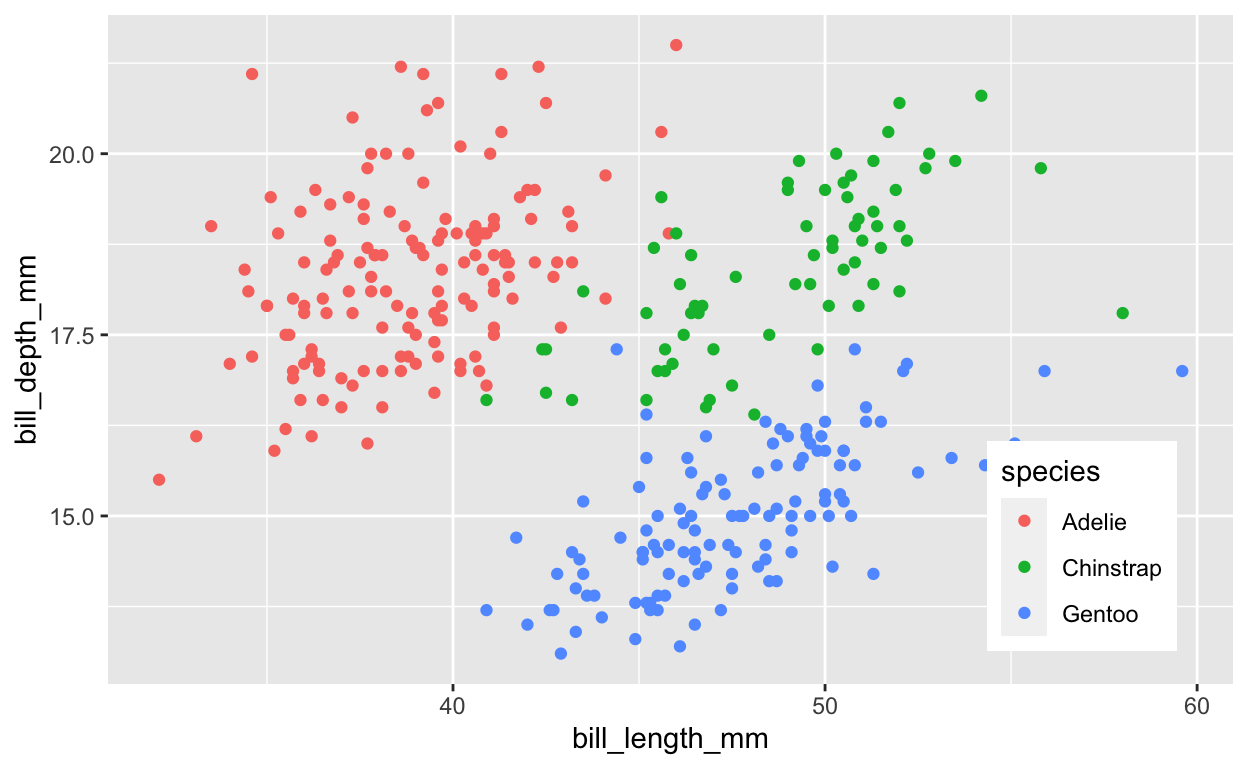 bill_depth_mm
20.0
17.5
15.0
40
50
60
bill_length_mm
species
Adelie
Chinstrap
Gentoo